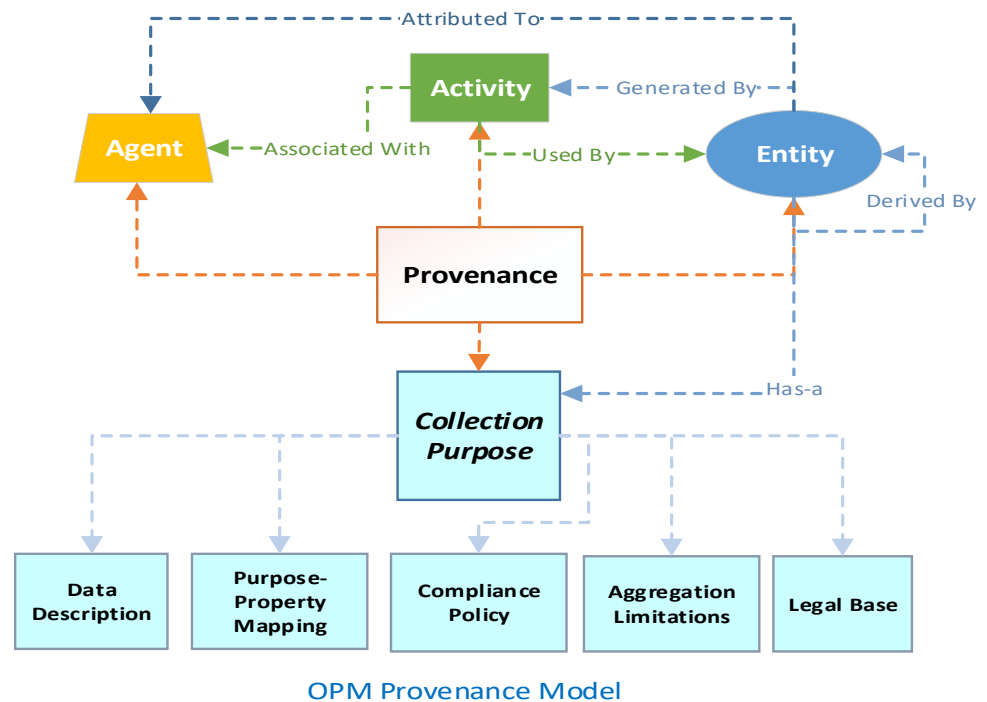 Attributed To
Activity
Generated By
Agent
Associated With
Used By
Entity
Derived By
Provenance
Has-a
Collection
Purpose
Data
Description
Purpose-
Property
Mapping
Compliance
Policy
Aggregation
Limitations
Legal Base
OPM Provenance Model